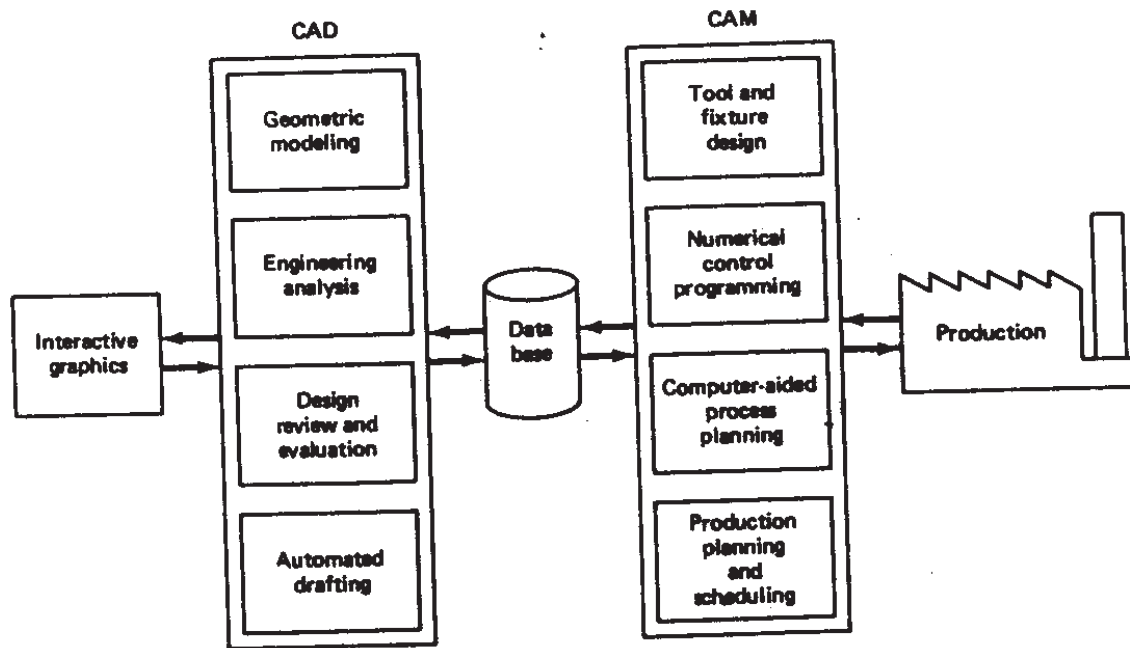 CAD
CAM
Geometric
modeling
Engineering
analysis
Design
review and
evaluation
Automated
drafting
Interactive
graphics
Data
base
Tool and
fixture
design
Numerical
control
programming
Computer-aided
process
planning
Production
planning
and
scheduling
Production